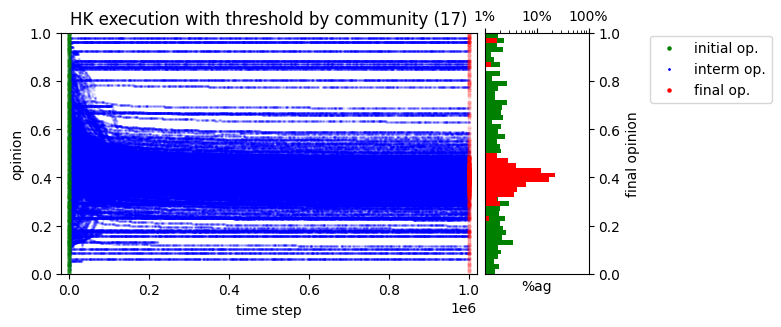 HK execution with threshold by community (17)
1% 10% 100%
1.0 1.0
0.8 0.8
0.6 0.6
0.4 0.4
0.2 0.2
0.0 0.0
opinion
final opinion
initial op.
interm op.
final op.
0.0 0.2 0.4 0.6 0.8 1.0
1e6
time step
%ag